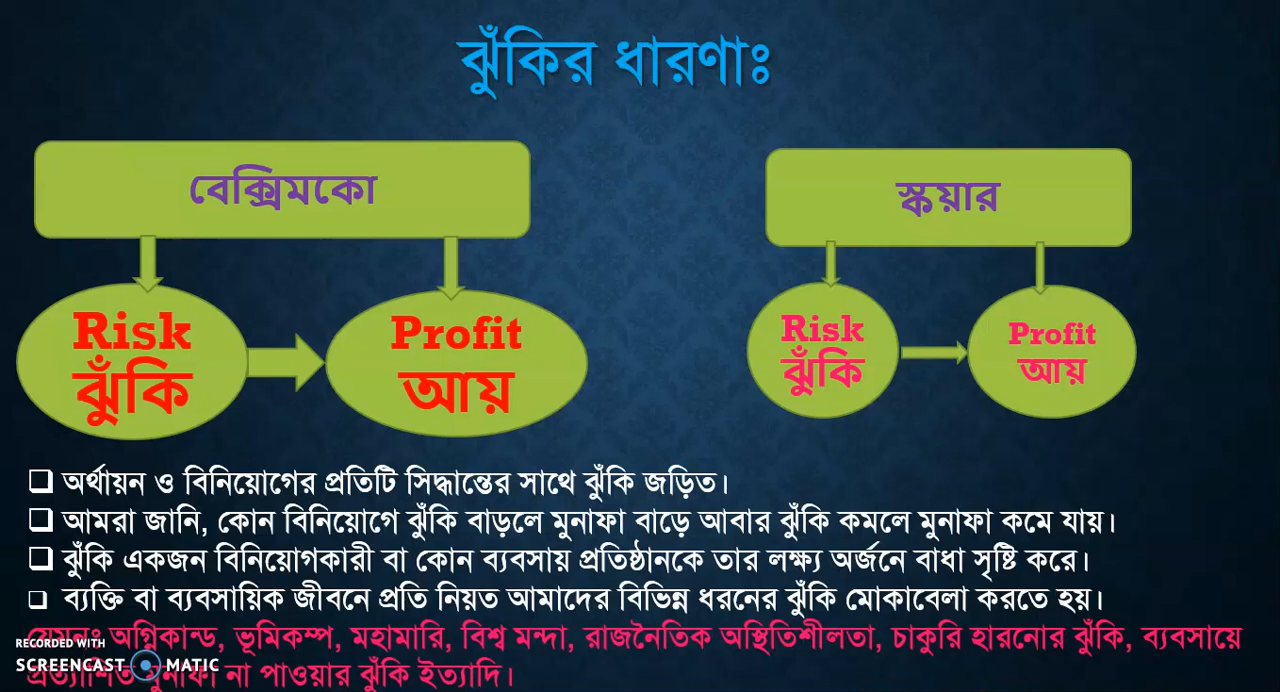 ঝুঁকির ধারণাঃ
বেক্সিমকো
স্কয়ার
Risk
ঝুঁকি
Profit
আয়
Risk
ঝুঁকি
Profit
আয়
অর্থায়ন ও বিনিয়োগের প্রতিটি সিদ্ধান্তের সাথে ঝুঁকি জড়িত।
আমরা জানি, কোন বিনিয়োগে ঝুঁকি বাড়লে মুনাফা বাড়ে আবার ঝুঁকি কমলে মুনাফা কমে যায়।
ঝুঁকি একজন বিনিয়োগকারী বা কোন ব্যবসায় প্রতিষ্ঠানকে তার লক্ষ্য অর্জনে বাধা সৃষ্টি করে।
ব্যক্তি বা ব্যবসায়িক জীবনে প্রতি নিয়ত আমাদের বিভিন্ন ধরনের ঝুঁকি মোকাবেলা করতে হয়।
অগ্নিকান্ড, ভূমিকম্প, মহামারি, বিশ্ব মন্দা, রাজনৈতিক অস্থিতিশীলতা, চাকুরি হারনোর ঝুঁকি, ব্যবসায়ে
না পাওয়ার ঝুঁকি ইত্যাদি।
RECORDED WITH
SCREENCAST MATIC